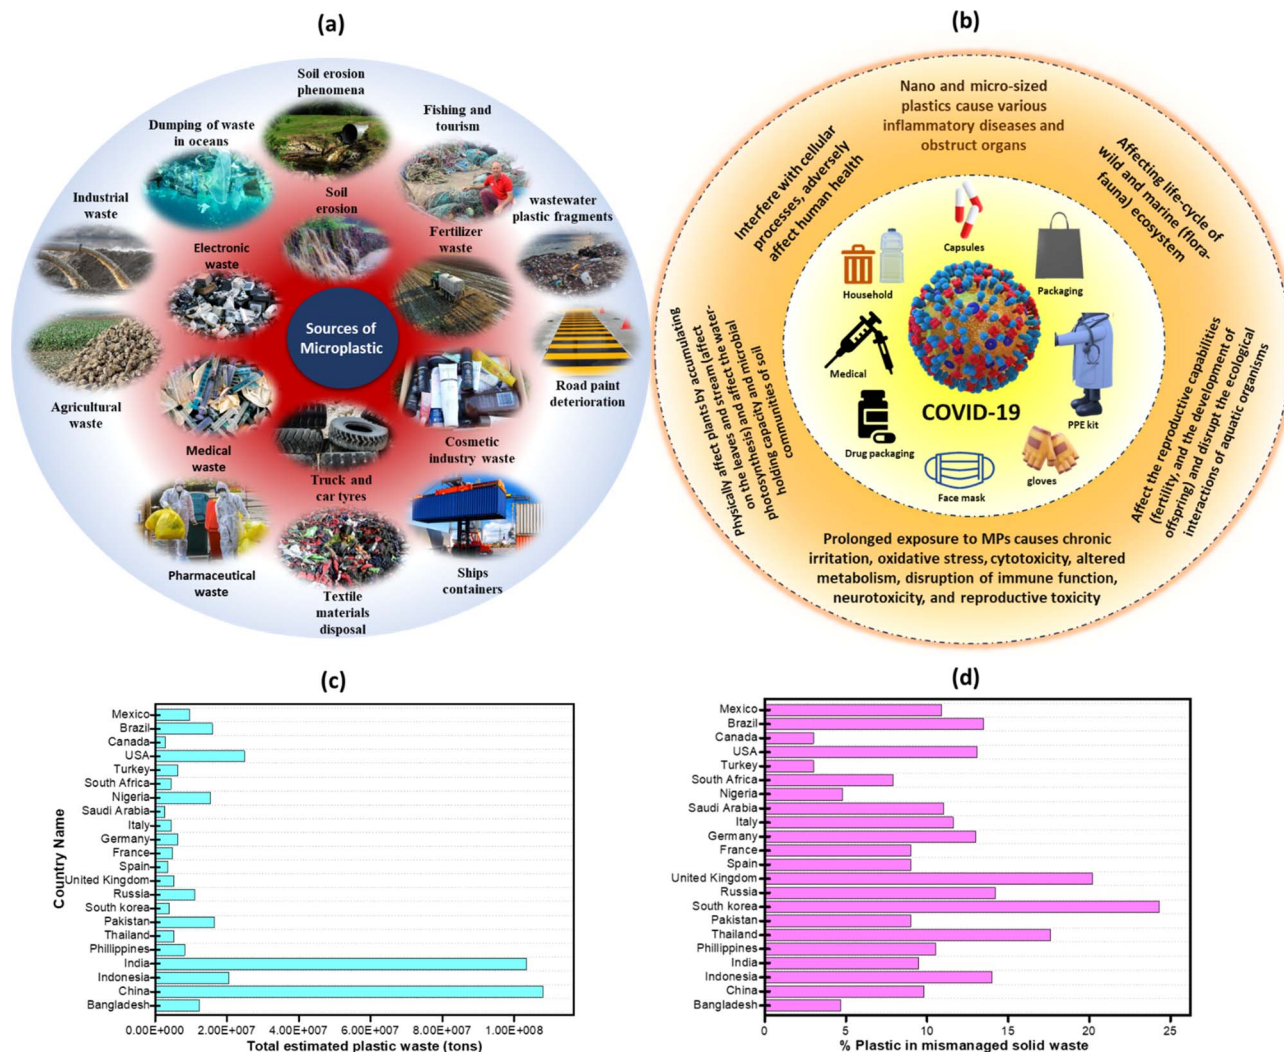 (a)
Soil erosion
phenomena
Fishing and
tourism
Dumping of waste
in oceans
wastewater
plastic fragments
Industrial
waste
Soil
erosion
Fertilizer
waste
Electronic
waste
Sources of
Microplastic
Road paint
deterioration
Agricultural
waste
Medical
waste
Cosmetic
industry waste
Truck and
car tyres
Pharmaceutical
waste
Ships
containers
Textile
materials
disposal
(b)
Nano and micro-sized
plastics cause various
inflammatory diseases and
obstruct organs
Interfere with cellular
processes, adversely
affect human health
Affecting life-cycle of
wild and marine (flora-
fauna) ecosystem
Capsules
Household
Packaging
Medical
COVID-19
PPE kit
Drug packaging
gloves
Face mask
Physically affect plants by accumulating
on the leaves and stream (affect
photosynthesis) and affect the water-
holding capacity and microbial
communities of soil
Affect the reproductive capabilities
(fertility, and the development of
offspring) and disrupt the ecological
interactions of aquatic organisms
Prolonged exposure to MPs causes chronic
irritation, oxidative stress, cytotoxicity, altered
metabolism, disruption of immune function,
neurotoxicity, and reproductive toxicity
(c)
Country Name
Mexico
Brazil
Canada
USA
Turkey
South Africa
Nigeria
Saudi Arabia
Italy
Germany
France
Spain
United Kingdom
Russia
South korea
Pakistan
Thailand
Phillippines
India
Indonesia
China
Bangladesh
0.00E+000 2.00E+007 4.00E+007 6.00E+007 8.00E+007 1.00E+008
Total estimated plastic waste (tons)
(d)
Mexico
Brazil
Canada
USA
Turkey
South Africa
Nigeria
Saudi Arabia
Italy
Germany
France
Spain
United Kingdom
Russia
South korea
Pakistan
Thailand
Phillippines
India
Indonesia
China
Bangladesh
0 5 10 15 20 25
% Plastic in mismanaged solid waste